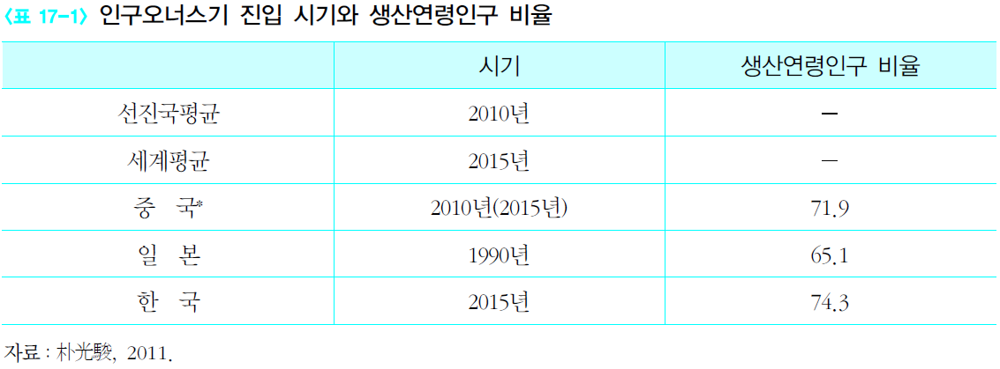 〈표 17-1〉 인구오너스기 진입 시기와 생산연령인구 비율
시기 생산연령인구 비율
선진국평균 2010년 －
세계평균 2015년 －
중 국* 2010년(2015년) 71.9
일 본 1990년 65.1
한 국 2015년 74.3
자료 : 朴光駿, 2011.